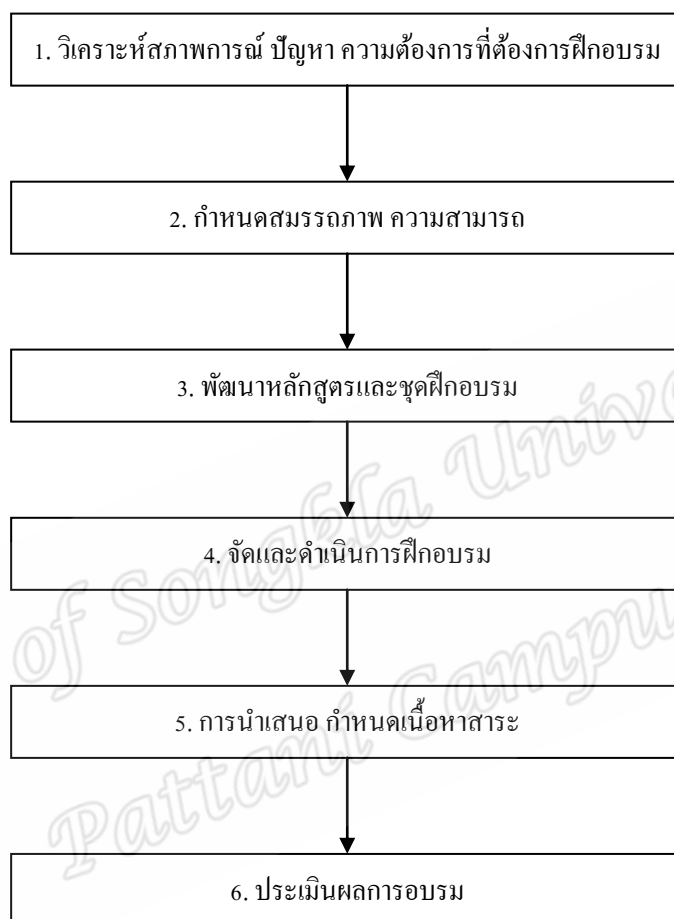 1. วิเคราะห์สภาพการณ์ ปัญหา ความต้องการที่ต้องการฝึกอบรม
2. กำหนดสมรรถภาพ ความสามารถ
3. พัฒนาหลักสูตรและชุดฝึกอบรม
4. จัดและดำเนินการฝึกอบรม
5. การนำเสนอ กำหนดเนื้อหาสาระ
6. ประเมินผลการอบรม
of Songkla
Pattani